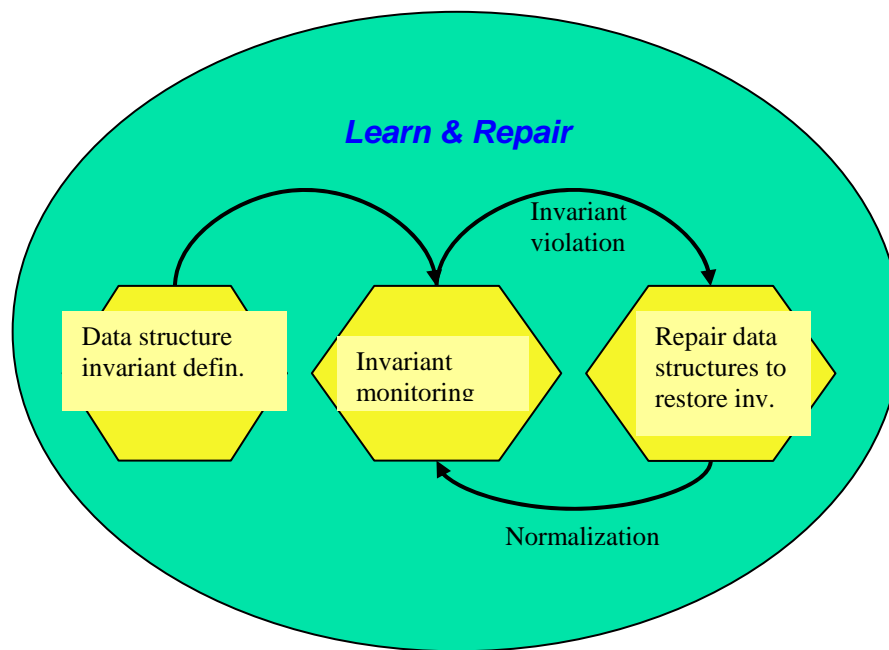 Learn & Repair
Invariant
violation
Data structure
invariant defin.
Invariant
monitoring
Repair data
structures to
restore inv.
Normalization